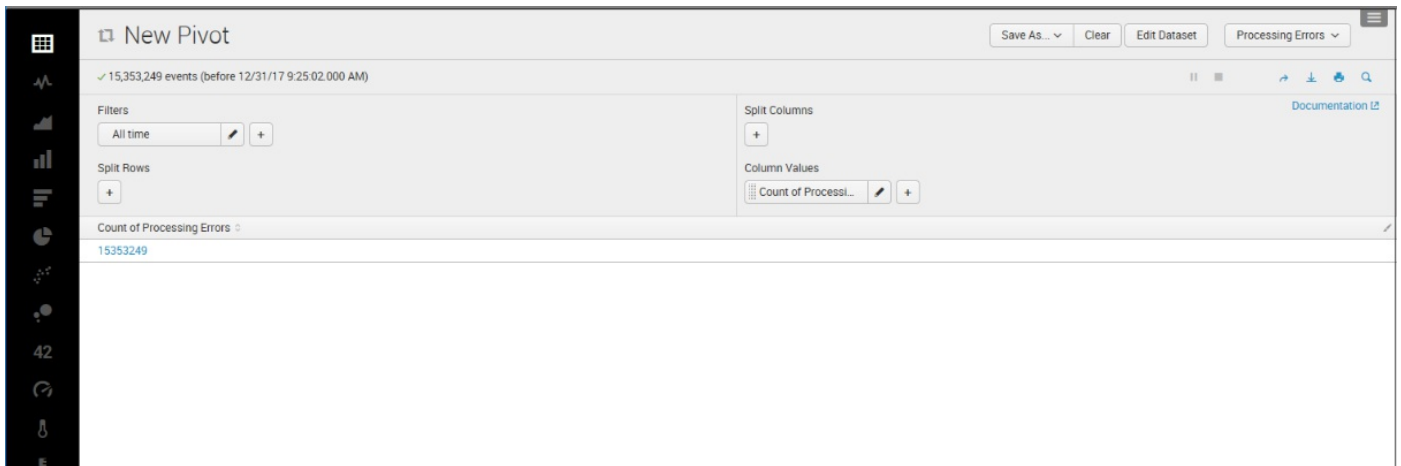 New Pivot
Save As...
Clear
Edit Dataset
Processing Errors
15,353,249 events (before 12/31/17 9:25:02.000 AM)
Filters
Split Columns
Documentation
All time
+
+
Split Rows
Column Values
+
Count of Processi...
+
Count of Processing Errors
15353249
42